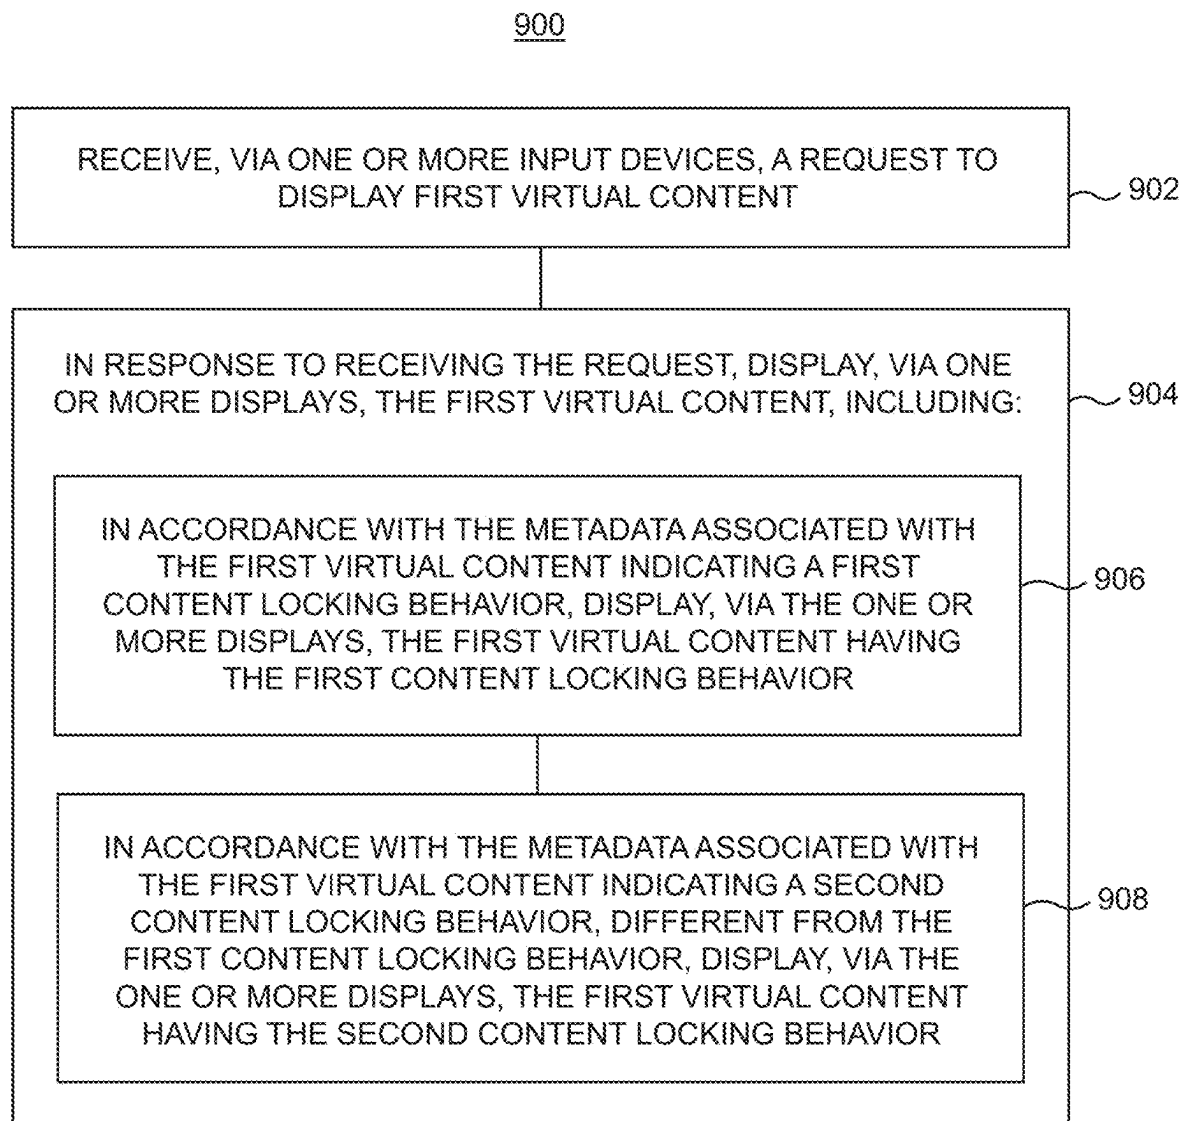 900
RECEIVE, VIA ONE OR MORE INPUT DEVICES, A REQUEST TO
DISPLAY FIRST VIRTUAL CONTENT
902
IN RESPONSE TO RECEIVING THE REQUEST, DISPLAY, VIA ONE
OR MORE DISPLAYS, THE FIRST VIRTUAL CONTENT, INCLUDING:
904
IN ACCORDANCE WITH THE METADATA ASSOCIATED WITH
THE FIRST VIRTUAL CONTENT INDICATING A FIRST
CONTENT LOCKING BEHAVIOR, DISPLAY, VIA THE ONE OR
MORE DISPLAYS, THE FIRST VIRTUAL CONTENT HAVING
THE FIRST CONTENT LOCKING BEHAVIOR
906
IN ACCORDANCE WITH THE METADATA ASSOCIATED WITH
THE FIRST VIRTUAL CONTENT INDICATING A SECOND
CONTENT LOCKING BEHAVIOR, DIFFERENT FROM THE
FIRST CONTENT LOCKING BEHAVIOR, DISPLAY, VIA THE
ONE OR MORE DISPLAYS, THE FIRST VIRTUAL CONTENT
HAVING THE SECOND CONTENT LOCKING BEHAVIOR
908